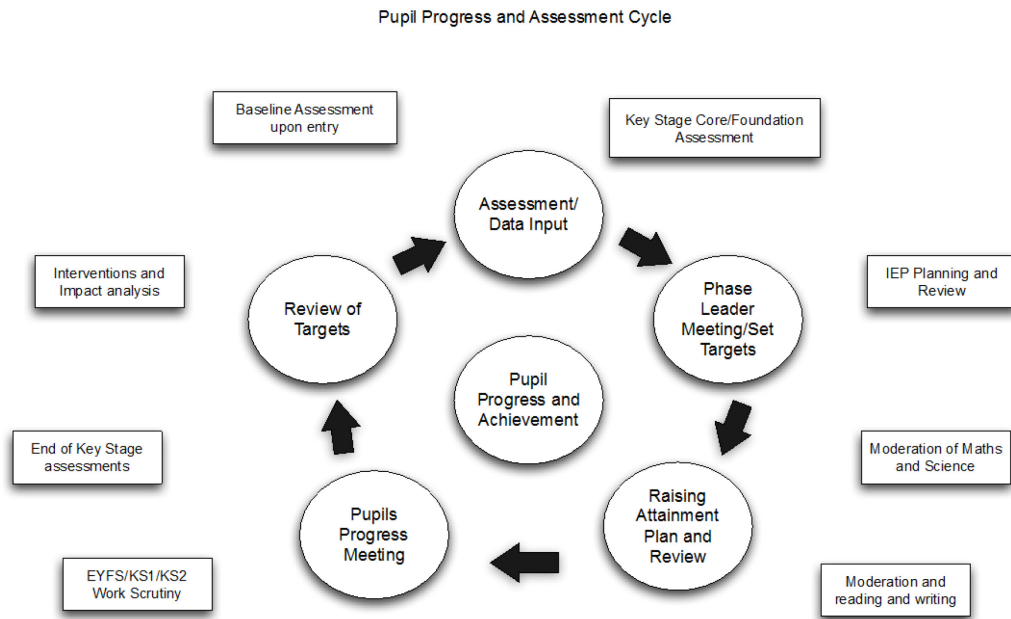 Pupil Progress and Assessment Cycle
Baseline Assessment
upon entry
Key Stage Core/Foundation
Assessment
Assessment/
Data Input
Interventions and
Impact analysis
Review of
Targets
Phase
Leader
Meeting/Set
Targets
IEP Planning and
Review
Pupil
Progress and
Achievement
End of Key Stage
assessments
Moderation of Maths
and Science
Pupils
Progress
Meeting
Raising
Attainment
Plan and
Review
EYFS/KS1/KS2
Work Scrutiny
Moderation and
reading and writing